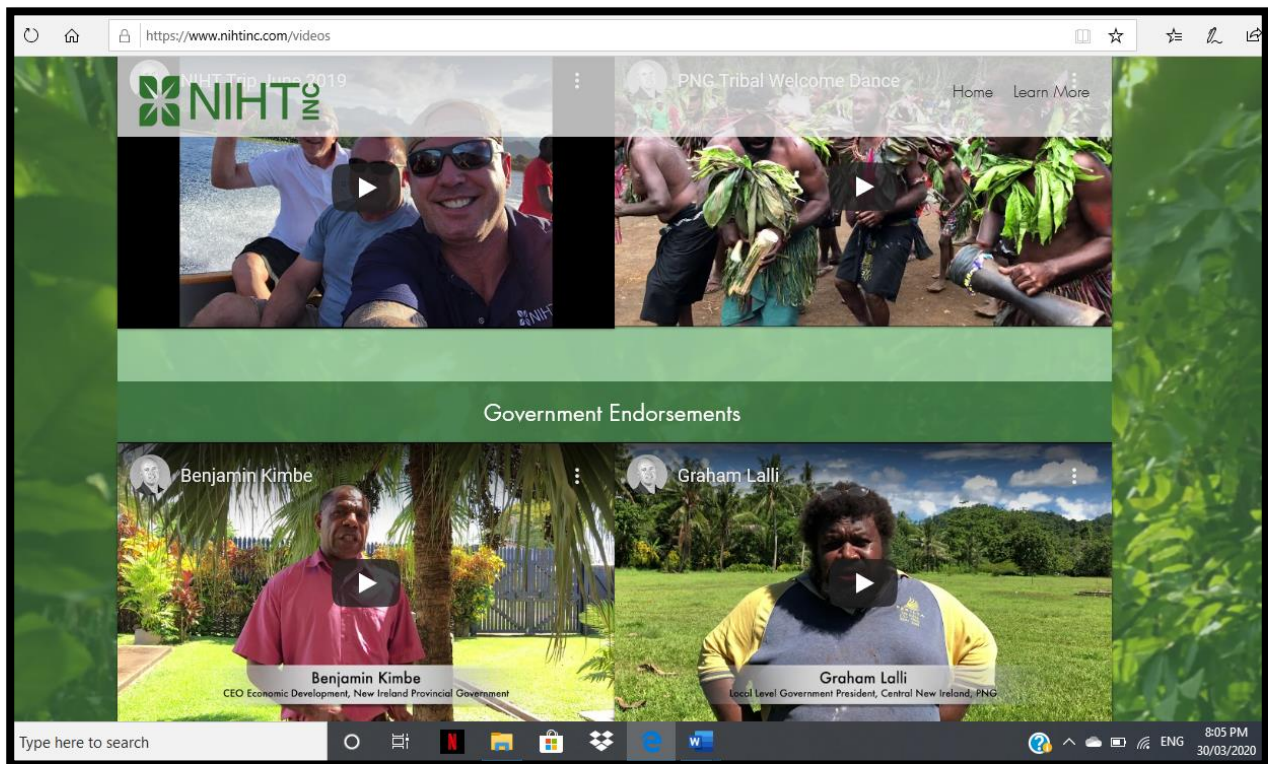 https://www.nihtinc.com/videos
NIHT Trip June 2019
PNG Tribal Welcome Dance
NIHT INC
Home Learn More
NIHT
Government Endorsements
Benjamin Kimbe
Graham Lalli
Benjamin Kimbe
CEO Economic Development, New Ireland Provincial Government
Graham Lalli
Local Level Government President, Central New Ireland, PNG
Type here to search
ENG
8:05 PM
30/03/2020